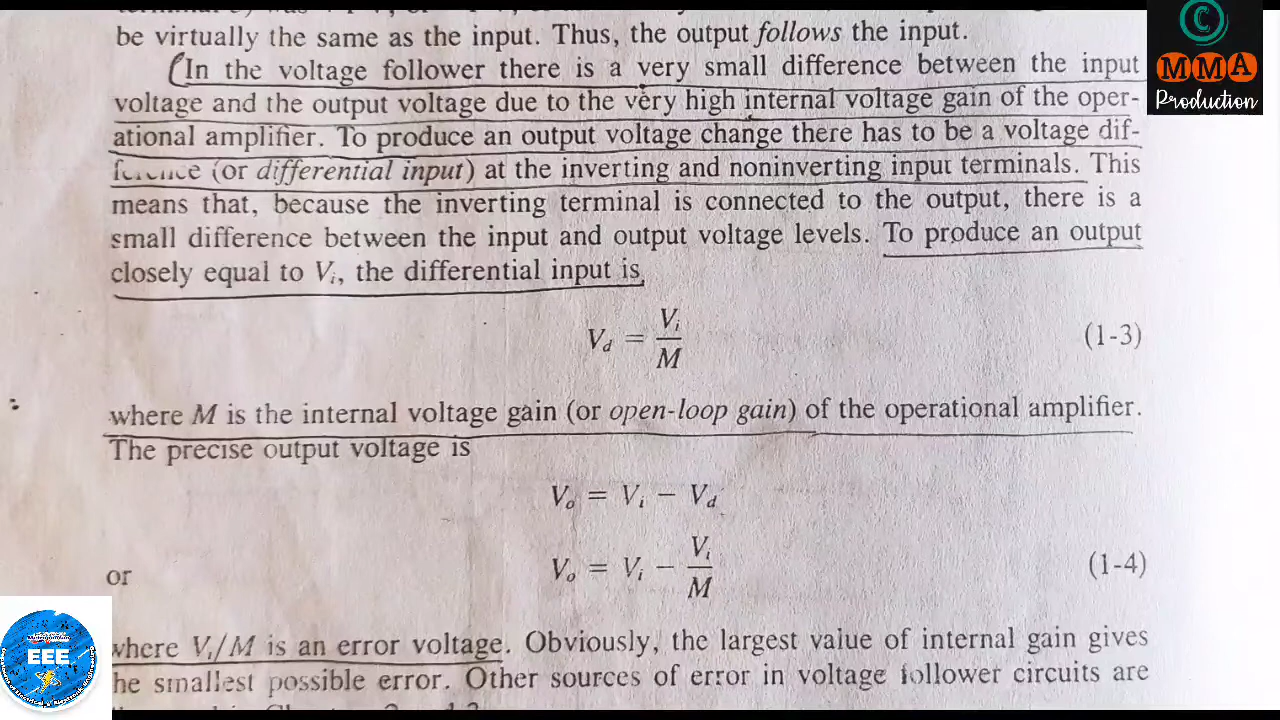 be virtually the same as the input. Thus, the output follows the input.
(In the voltage follower there is a very small difference between the input
voltage and the output voltage due to the very high internal voltage gain of the oper-
ational amplifier. To produce an output voltage change there has to be a voltage dif-
(or differential input) at the inverting and noninverting input terminals. This
means that, because the inverting terminal is connected to the output, there is a
small difference between the input and output voltage levels. To produce an output
closely equal to Vi, the differential input is
Vd = Vi / M (1-3)
where M is the internal voltage gain (or open-loop gain) of the operational amplifier.
The precise output voltage is
Vo = Vi − Vd
or Vo = Vi − Vi / M (1-4)
where Vi/M is an error voltage. Obviously, the largest value of internal gain gives
he smallest possible error. Other sources of error in voltage follower circuits are
©
MMA
Production
EEE